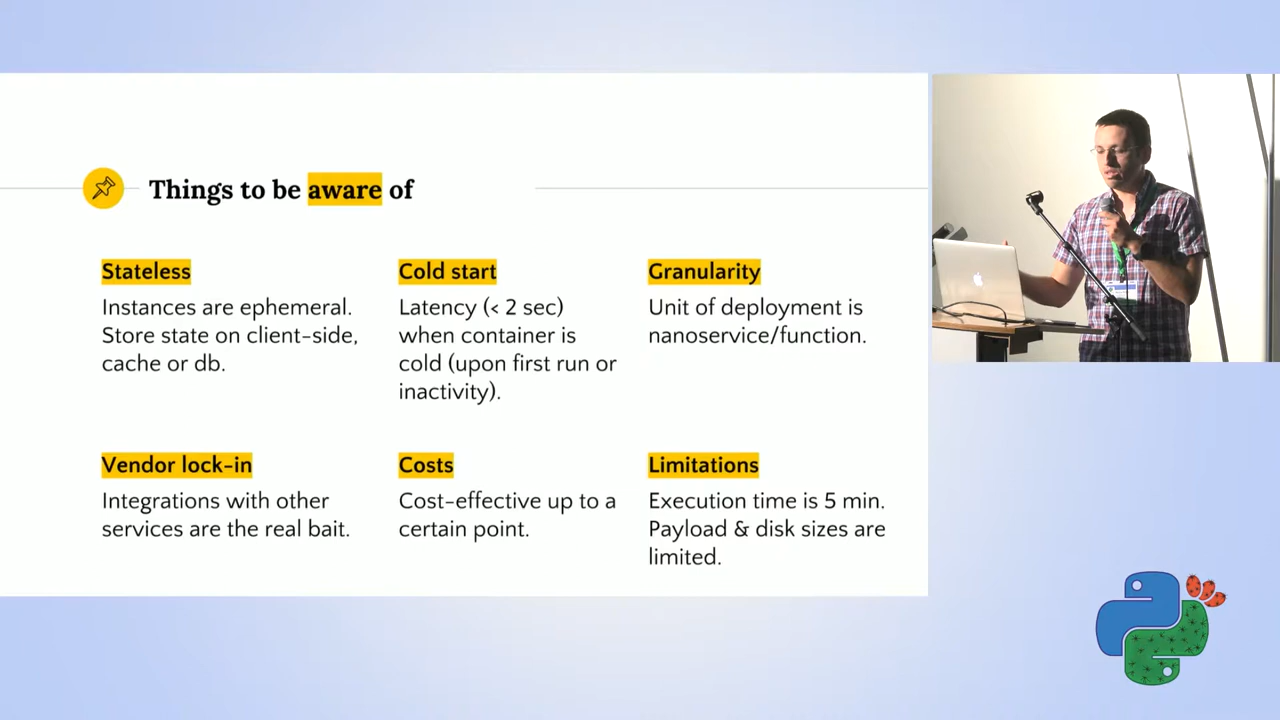 Things to be aware of
Stateless
Instances are ephemeral.
Store state on client-side,
cache or db.
Cold start
Latency (< 2 sec)
when container is
cold (upon first run or
inactivity).
Granularity
Unit of deployment is
nanoservice/function.
Vendor lock-in
Integrations with other
services are the real bait.
Costs
Cost-effective up to a
certain point.
Limitations
Execution time is 5 min.
Payload & disk sizes are
limited.